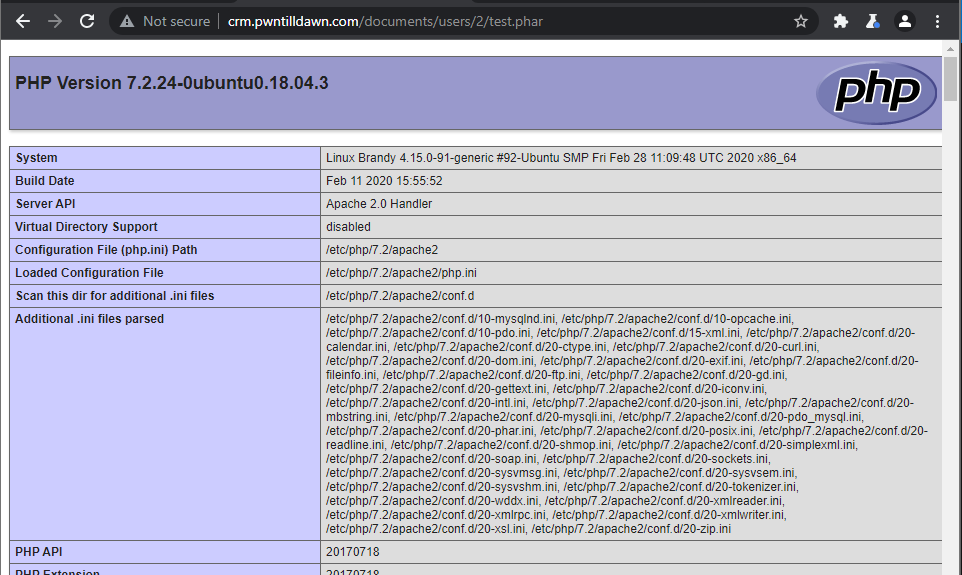 Not secure | crm.pwntilldawn.com/documents/users/2/test.phar
PHP Version 7.2.24-0ubuntu0.18.04.3
php
System Linux Brandy 4.15.0-91-generic #92-Ubuntu SMP Fri Feb 28 11:09:48 UTC 2020 x86_64
Build Date Feb 11 2020 15:55:52
Server API Apache 2.0 Handler
Virtual Directory Support disabled
Configuration File (php.ini) Path /etc/php/7.2/apache2
Loaded Configuration File /etc/php/7.2/apache2/php.ini
Scan this dir for additional .ini files /etc/php/7.2/apache2/conf.d
Additional .ini files parsed /etc/php/7.2/apache2/conf.d/10-mysqlnd.ini, /etc/php/7.2/apache2/conf.d/10-opcache.ini,
/etc/php/7.2/apache2/conf.d/10-pdo.ini, /etc/php/7.2/apache2/conf.d/15-xml.ini, /etc/php/7.2/apache2/conf.d/20-
calendar.ini, /etc/php/7.2/apache2/conf.d/20-ctype.ini, /etc/php/7.2/apache2/conf.d/20-curl.ini,
/etc/php/7.2/apache2/conf.d/20-dom.ini, /etc/php/7.2/apache2/conf.d/20-exif.ini, /etc/php/7.2/apache2/conf.d/20-
fileinfo.ini, /etc/php/7.2/apache2/conf.d/20-ftp.ini, /etc/php/7.2/apache2/conf.d/20-gd.ini,
/etc/php/7.2/apache2/conf.d/20-gettext.ini, /etc/php/7.2/apache2/conf.d/20-iconv.ini,
/etc/php/7.2/apache2/conf.d/20-intl.ini, /etc/php/7.2/apache2/conf.d/20-json.ini, /etc/php/7.2/apache2/conf.d/20-
mbstring.ini, /etc/php/7.2/apache2/conf.d/20-mysqli.ini, /etc/php/7.2/apache2/conf.d/20-pdo_mysql.ini,
/etc/php/7.2/apache2/conf.d/20-phar.ini, /etc/php/7.2/apache2/conf.d/20-posix.ini, /etc/php/7.2/apache2/conf.d/20-
readline.ini, /etc/php/7.2/apache2/conf.d/20-shmop.ini, /etc/php/7.2/apache2/conf.d/20-simplexml.ini,
/etc/php/7.2/apache2/conf.d/20-soap.ini, /etc/php/7.2/apache2/conf.d/20-sockets.ini,
/etc/php/7.2/apache2/conf.d/20-sysvmsg.ini, /etc/php/7.2/apache2/conf.d/20-sysvsem.ini,
/etc/php/7.2/apache2/conf.d/20-sysvshm.ini, /etc/php/7.2/apache2/conf.d/20-tokenizer.ini,
/etc/php/7.2/apache2/conf.d/20-wddx.ini, /etc/php/7.2/apache2/conf.d/20-xmlreader.ini,
/etc/php/7.2/apache2/conf.d/20-xmlrpc.ini, /etc/php/7.2/apache2/conf.d/20-xmlwriter.ini,
/etc/php/7.2/apache2/conf.d/20-xsl.ini, /etc/php/7.2/apache2/conf.d/20-zip.ini
PHP API 20170718
PHP Extension 20170718